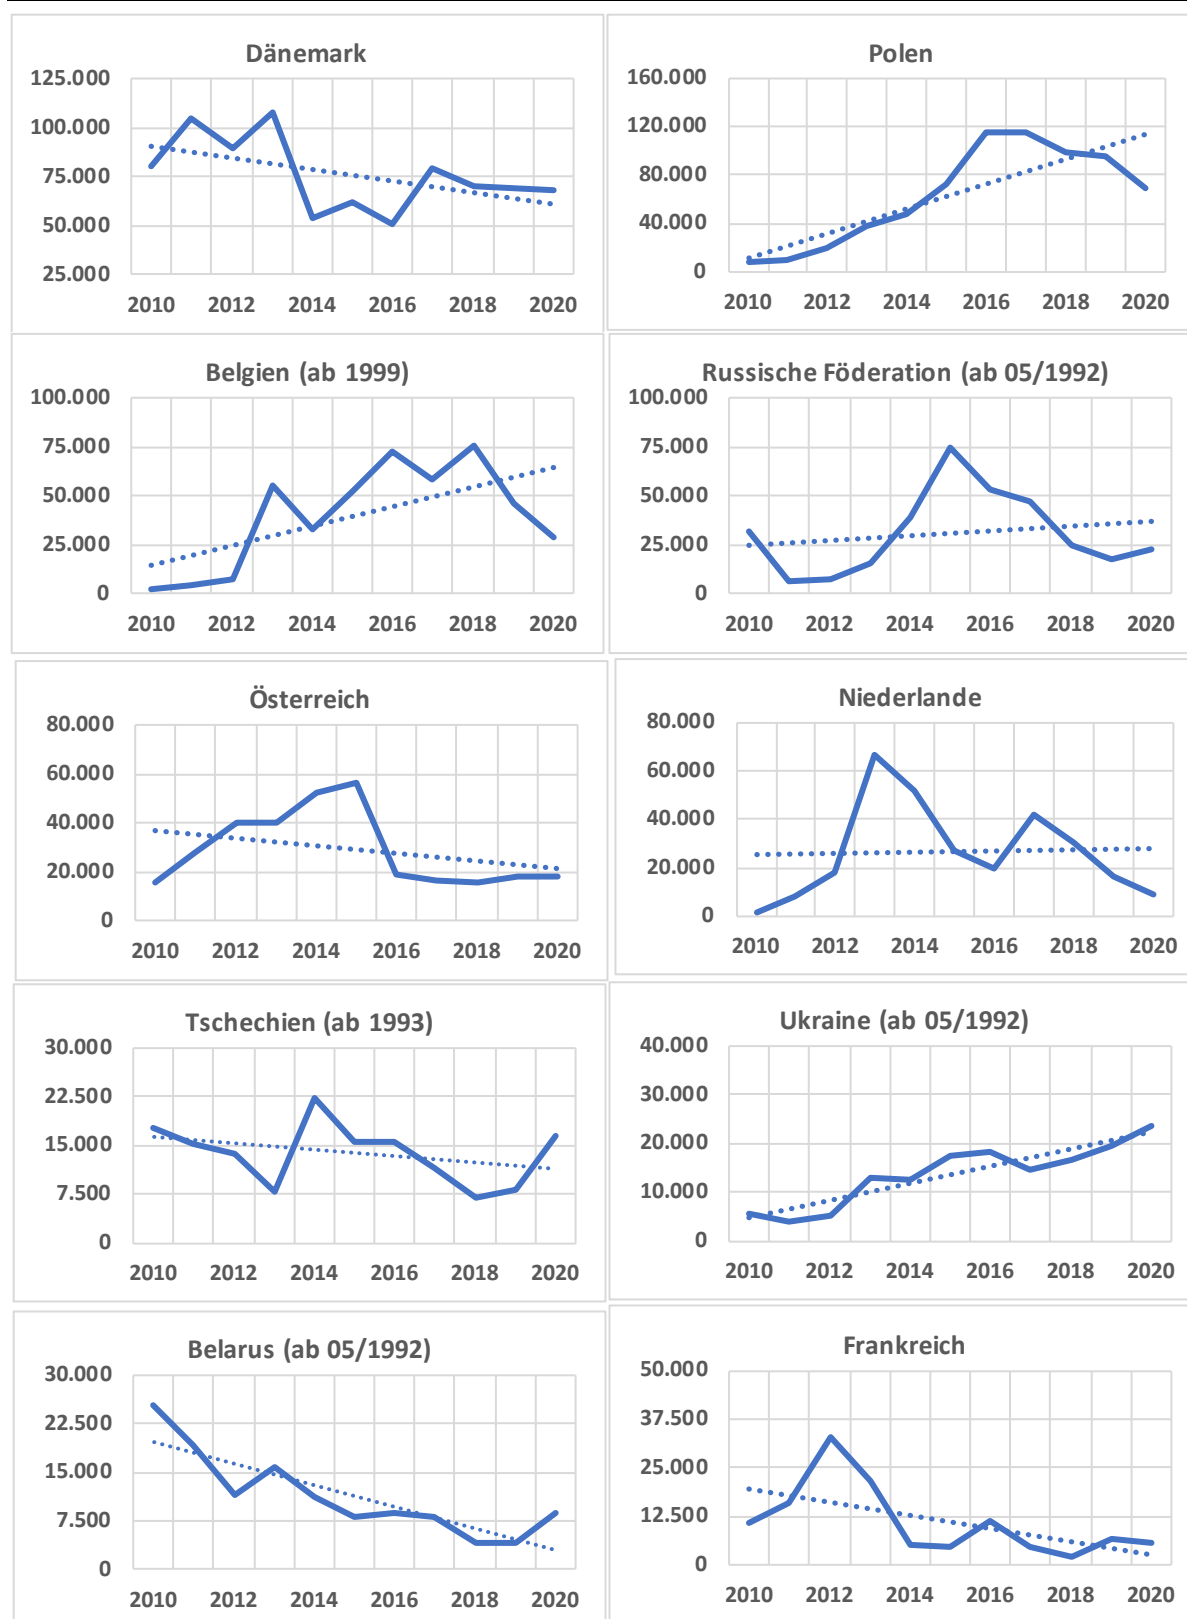 Dänemark
125.000
100.000
75.000
50.000
25.000
2010 2012 2014 2016 2018 2020
Polen
160.000
120.000
80.000
40.000
0
2010 2012 2014 2016 2018 2020
Belgien (ab 1999)
100.000
75.000
50.000
25.000
0
2010 2012 2014 2016 2018 2020
Russische Föderation (ab 05/1992)
100.000
75.000
50.000
25.000
0
2010 2012 2014 2016 2018 2020
Österreich
80.000
60.000
40.000
20.000
0
2010 2012 2014 2016 2018 2020
Niederlande
80.000
60.000
40.000
20.000
0
2010 2012 2014 2016 2018 2020
Tschechien (ab 1993)
30.000
22.500
15.000
7.500
0
2010 2012 2014 2016 2018 2020
Ukraine (ab 05/1992)
40.000
30.000
20.000
10.000
0
2010 2012 2014 2016 2018 2020
Belarus (ab 05/1992)
30.000
22.500
15.000
7.500
0
2010 2012 2014 2016 2018 2020
Frankreich
50.000
37.500
25.000
12.500
0
2010 2012 2014 2016 2018 2020